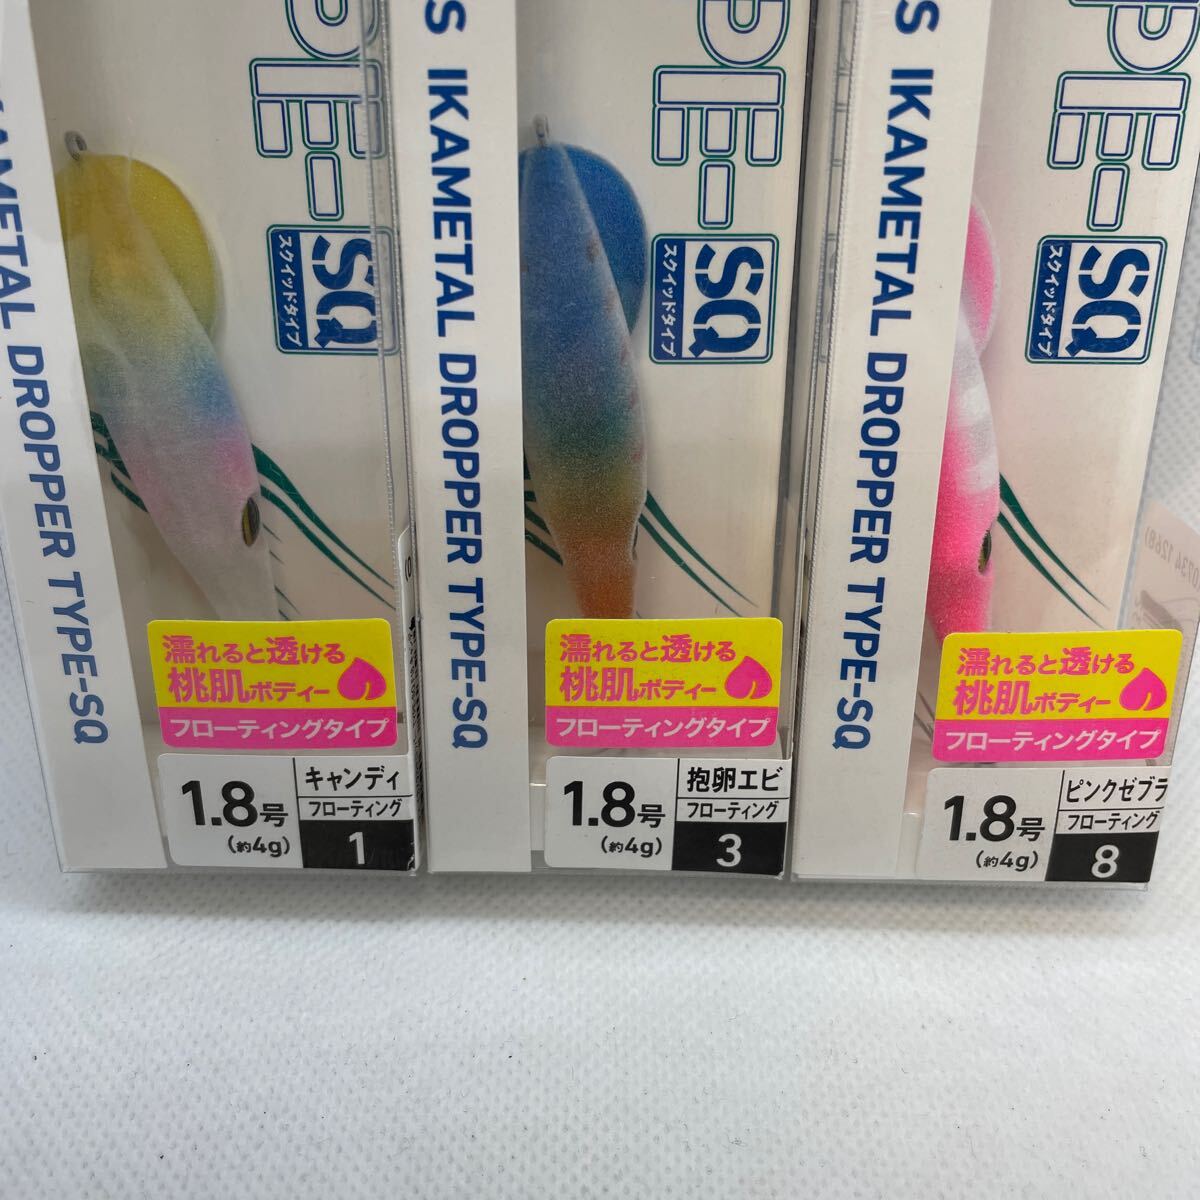 KAMETAL DROPPER TYPE-SQ
PE-
SQ
スクイッドタイプ
濡れると透ける
桃肌ボディー
フローティングタイプ
1.8号
(約4g)
キャンディ
フローティング
1
S IKAMETAL DROPPER TYPE-SQ
PE-
SQ
スクイッドタイプ
濡れると透ける
桃肌ボディー
フローティングタイプ
1.8号
(約4g)
抱卵エビ
フローティング
3
S IKAMETAL DROPPER TYPE-SQ
PE-
SQ
スクイッドタイプ
濡れると透ける
桃肌ボディー
フローティングタイプ
1.8号
(約4g)
ピンクゼブラ
フローティング
8